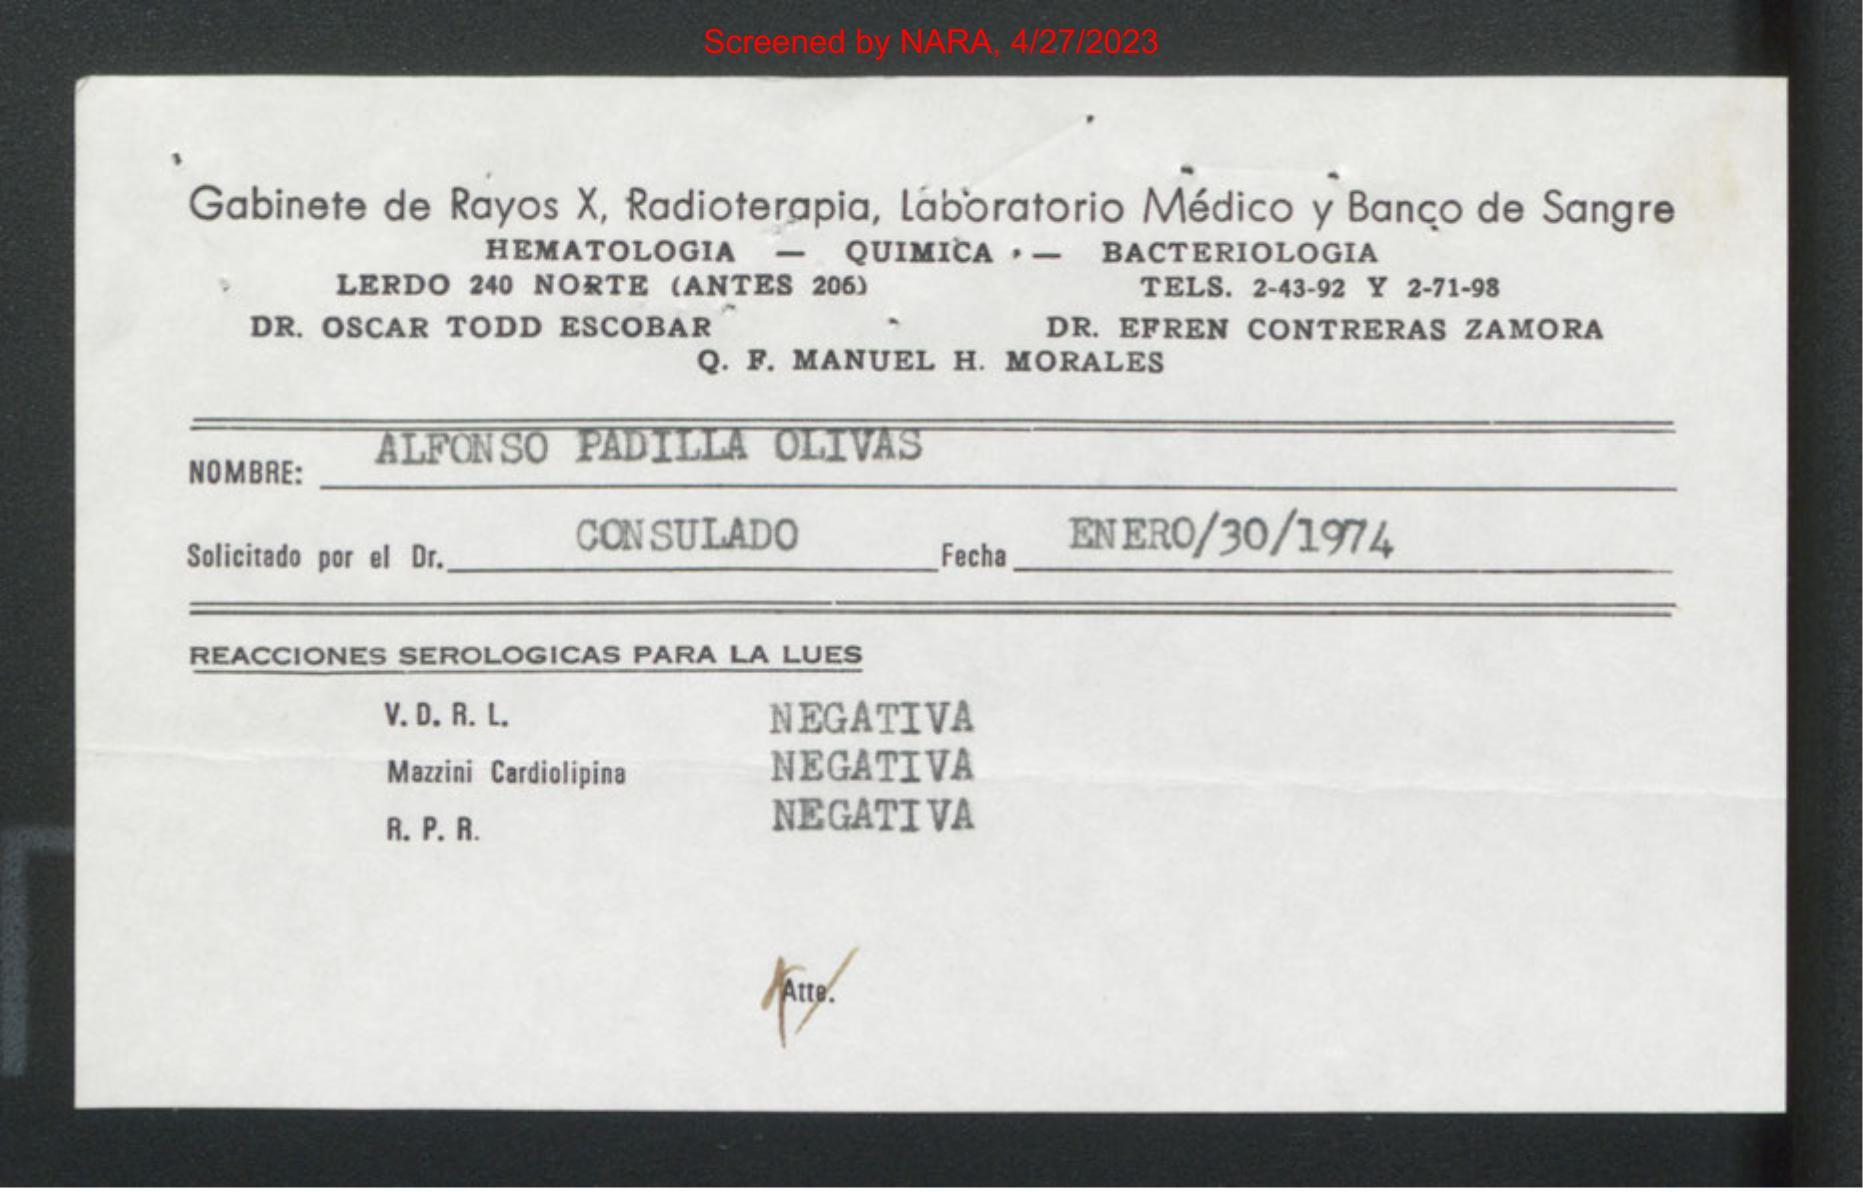 Screened by NARA, 4/27/2023
Gabinete de Rayos X, Radioterapia, Laboratorio Médico y Banco de Sangre
HEMATOLOGIA — QUIMICA — BACTERIOLOGIA
LERDO 240 NORTE (ANTES 206) TELS. 2-43-92 Y 2-71-98
DR. OSCAR TODD ESCOBAR DR. EFREN CONTRERAS ZAMORA
Q. F. MANUEL H. MORALES
NOMBRE: ALFONSO PADILLA OLIVAS
Solicitado por el Dr. CONSULADO Fecha ENERO/30/1974
REACCIONES SEROLOGICAS PARA LA LUES
V. D. R. L. NEGATIVA
Mazzini Cardiolipina NEGATIVA
R. P. R. NEGATIVA
Atte.